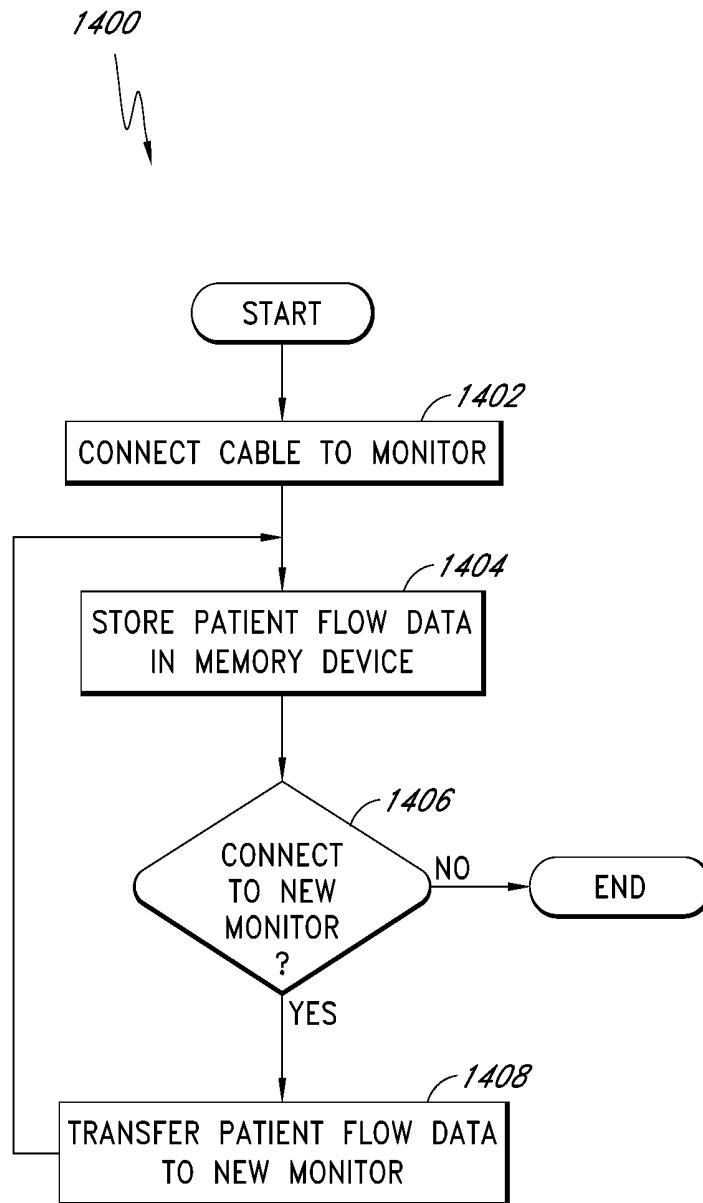 1400
START
1402
CONNECT CABLE TO MONITOR
1404
STORE PATIENT FLOW DATA
IN MEMORY DEVICE
1406
CONNECT
TO NEW
MONITOR
?
NO
END
YES
1408
TRANSFER PATIENT FLOW DATA
TO NEW MONITOR